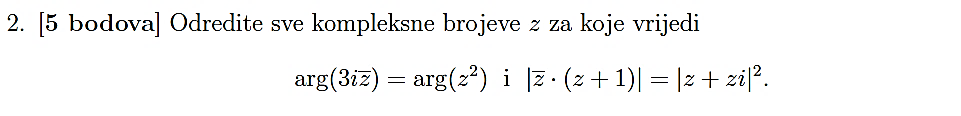 2. [5 bodova] Odredite sve kompleksne brojeve z za koje vrijedi
arg(3iz̅) = arg(z²) i |z̅ · (z + 1)| = |z + zi|².